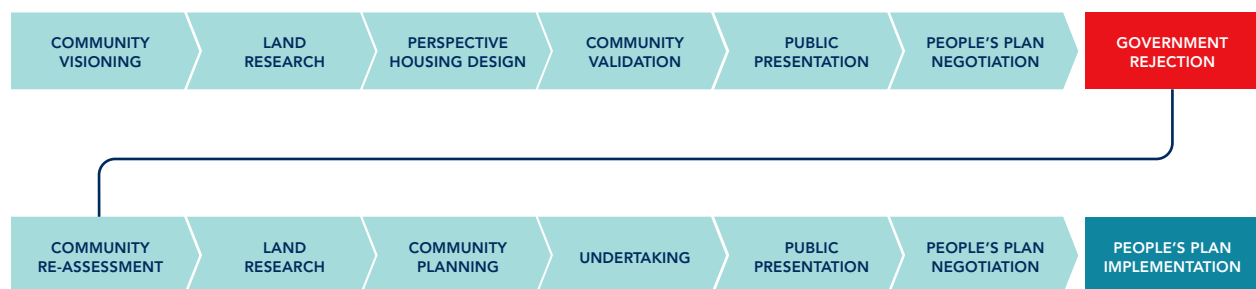 COMMUNITY
VISIONING
LAND
RESEARCH
PERSPECTIVE
HOUSING DESIGN
COMMUNITY
VALIDATION
PUBLIC
PRESENTATION
PEOPLE’S PLAN
NEGOTIATION
GOVERNMENT
REJECTION
COMMUNITY
RE-ASSESSMENT
LAND
RESEARCH
COMMUNITY
PLANNING
UNDERTAKING
PUBLIC
PRESENTATION
PEOPLE’S PLAN
NEGOTIATION
PEOPLE’S PLAN
IMPLEMENTATION